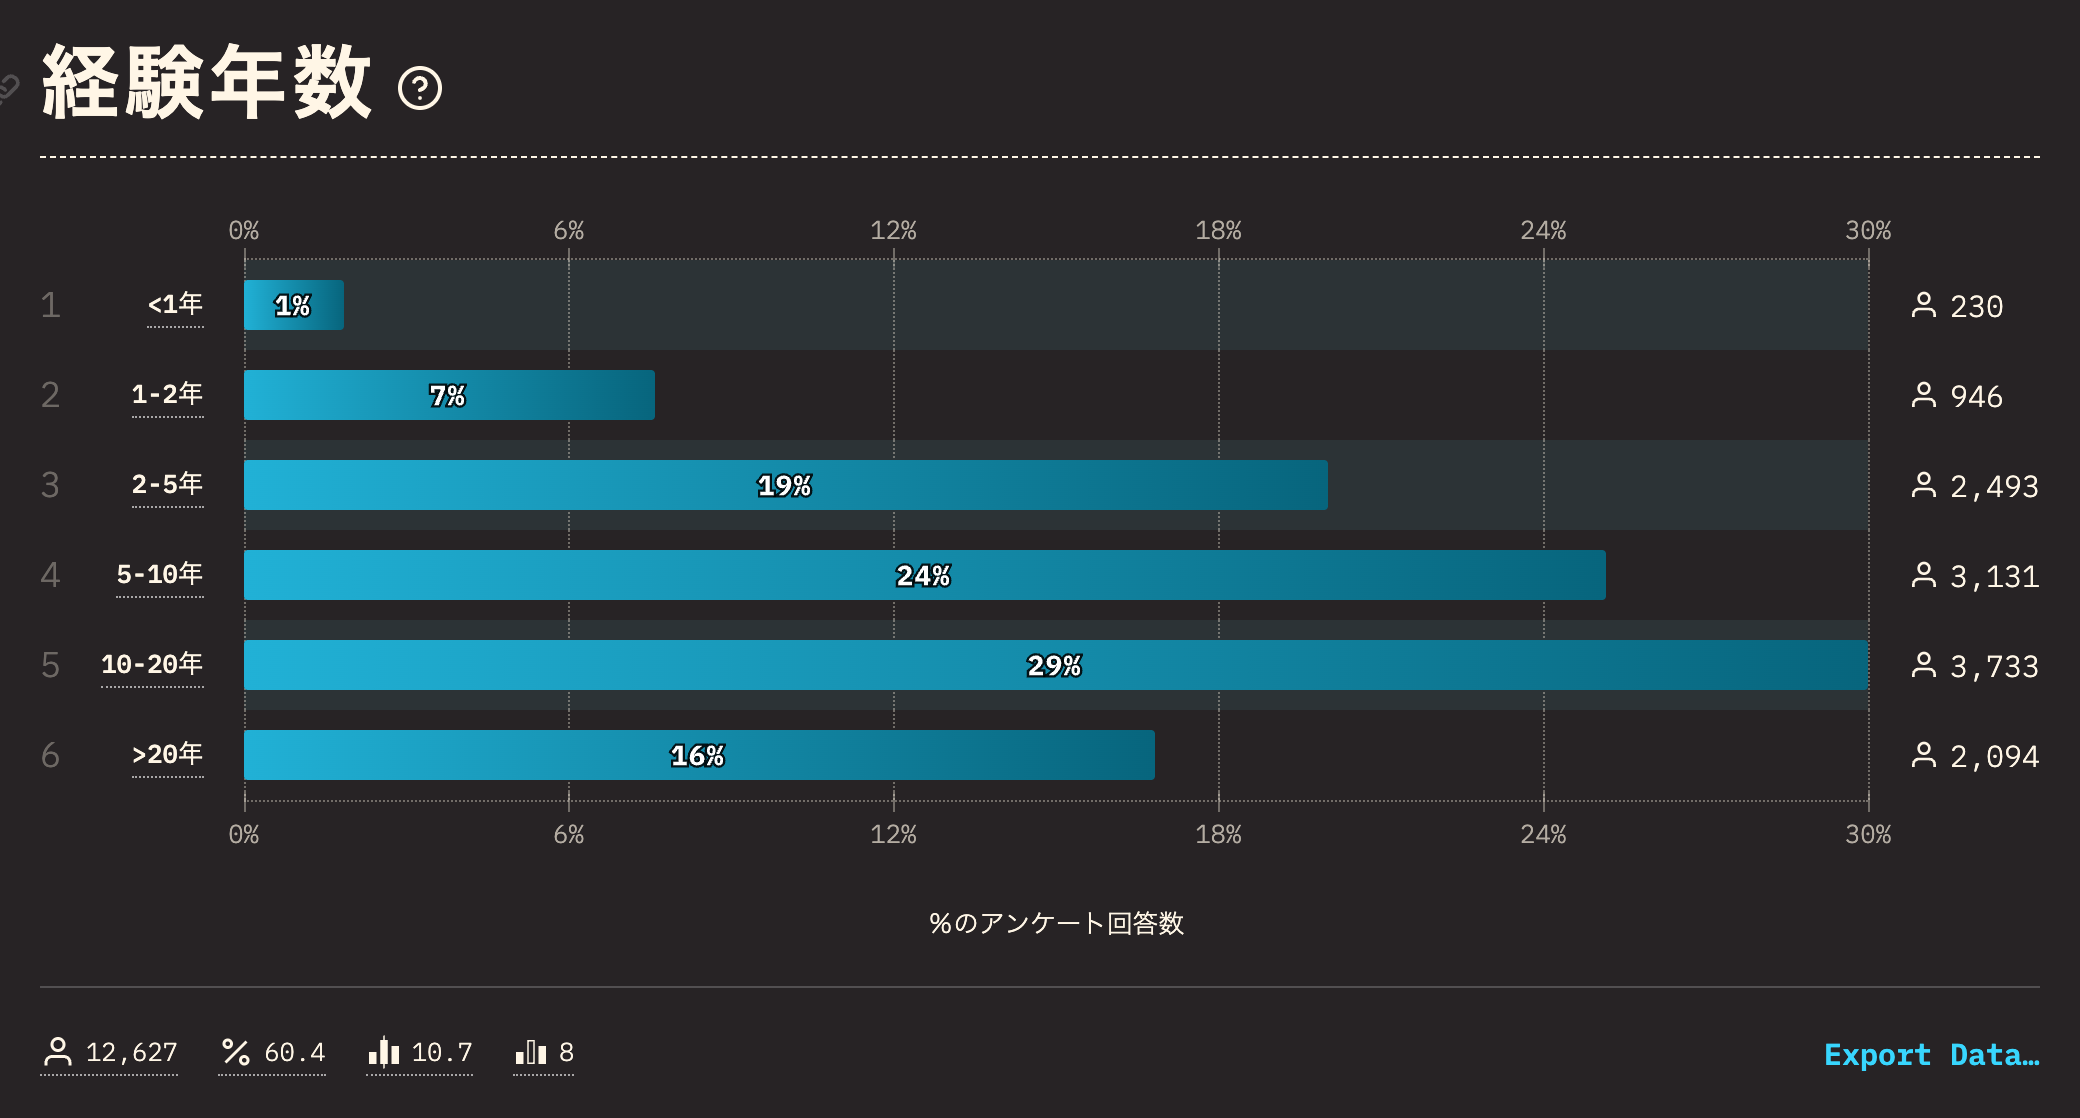 経験年数
0% 6% 12% 18% 24% 30%
1 <1年 1% 230
2 1-2年 7% 946
3 2-5年 19% 2,493
4 5-10年 24% 3,131
5 10-20年 29% 3,733
6 >20年 16% 2,094
0% 6% 12% 18% 24% 30%
%のアンケート回答数
12,627 60.4 10.7 8 Export Data…